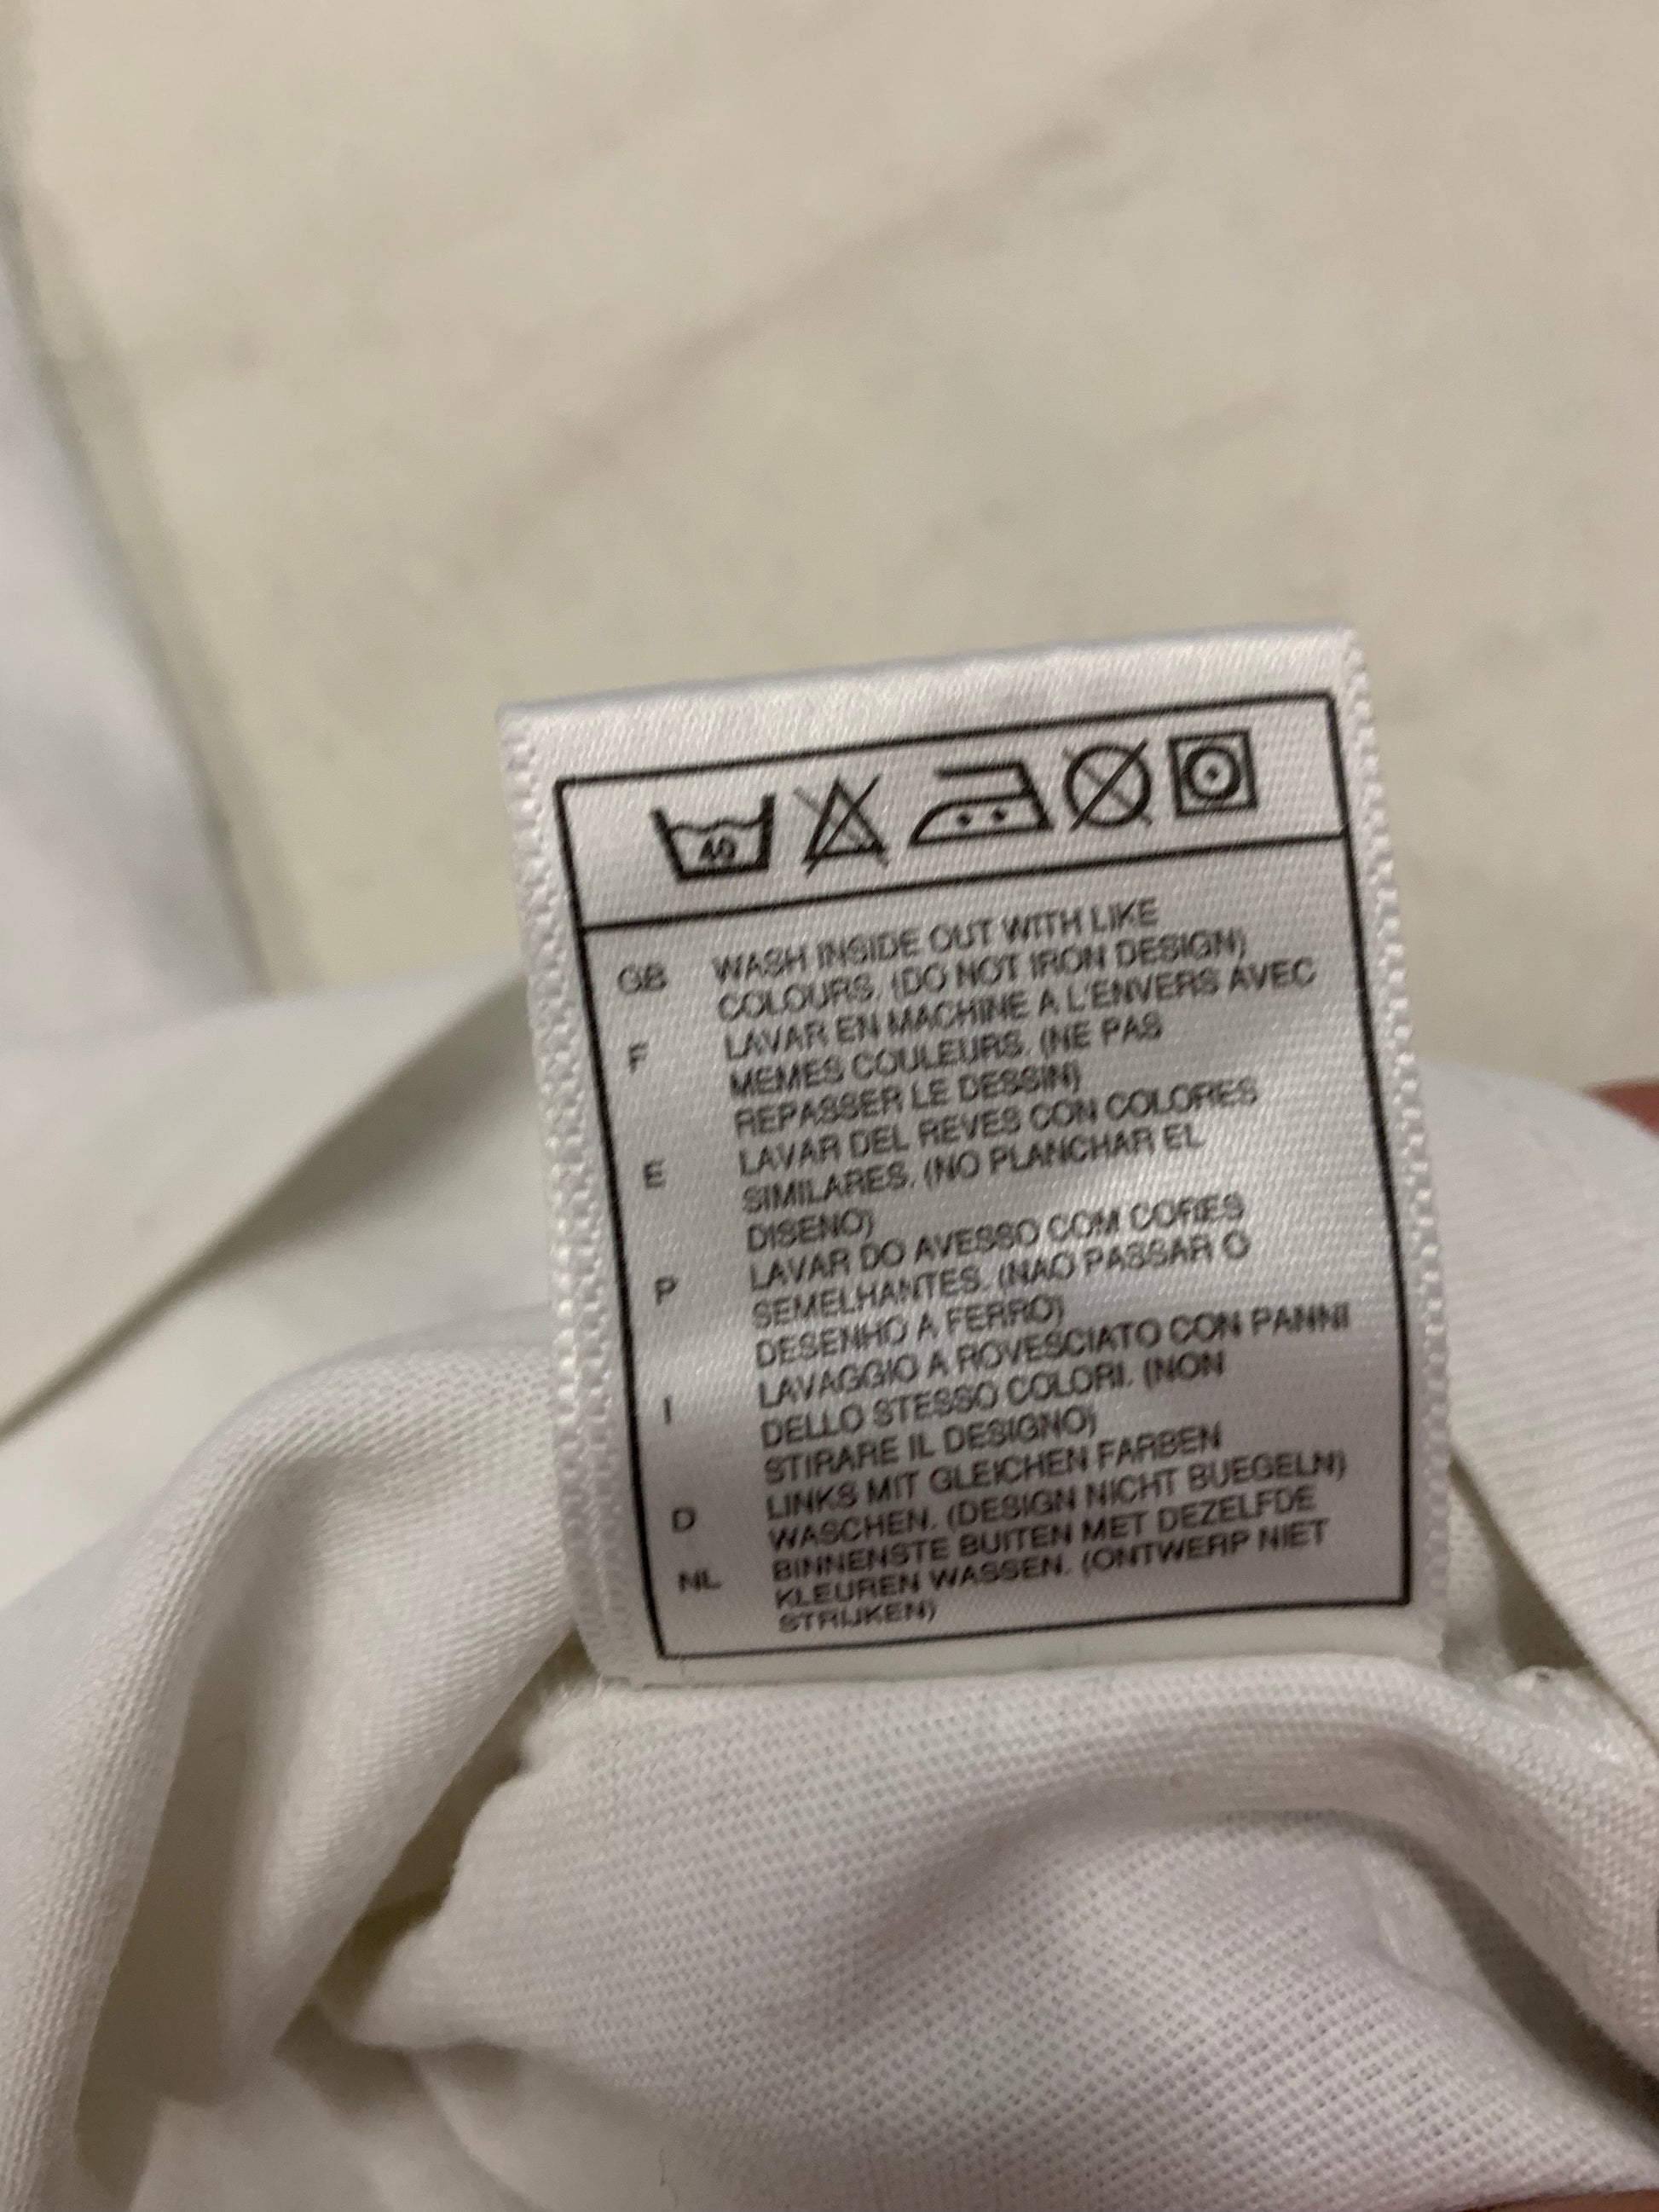 40
GB WASH INSIDE OUT WITH LIKE
COLOURS. (DO NOT IRON DESIGN)
F LAVAR EN MACHINE A L'ENVERS AVEC
MEMES COULEURS. (NE PAS
REPASSER LE DESSIN)
E LAVAR DEL REVES CON COLORES
SIMILARES. (NO PLANCHAR EL
DISENO)
P LAVAR DO AVESSO COM CORES
SEMELHANTES. (NAO PASSAR O
DESENHO A FERRO)
I LAVAGGIO A ROVESCIATO CON PANNI
DELLO STESSO COLORI. (NON
STIRARE IL DESIGNO)
D LINKS MIT GLEICHEN FARBEN
WASCHEN. (DESIGN NICHT BUEGELN)
NL BINNENSTE BUITEN MET DEZELFDE
KLEUREN WASSEN. (ONTWERP NIET
STRIJKEN)